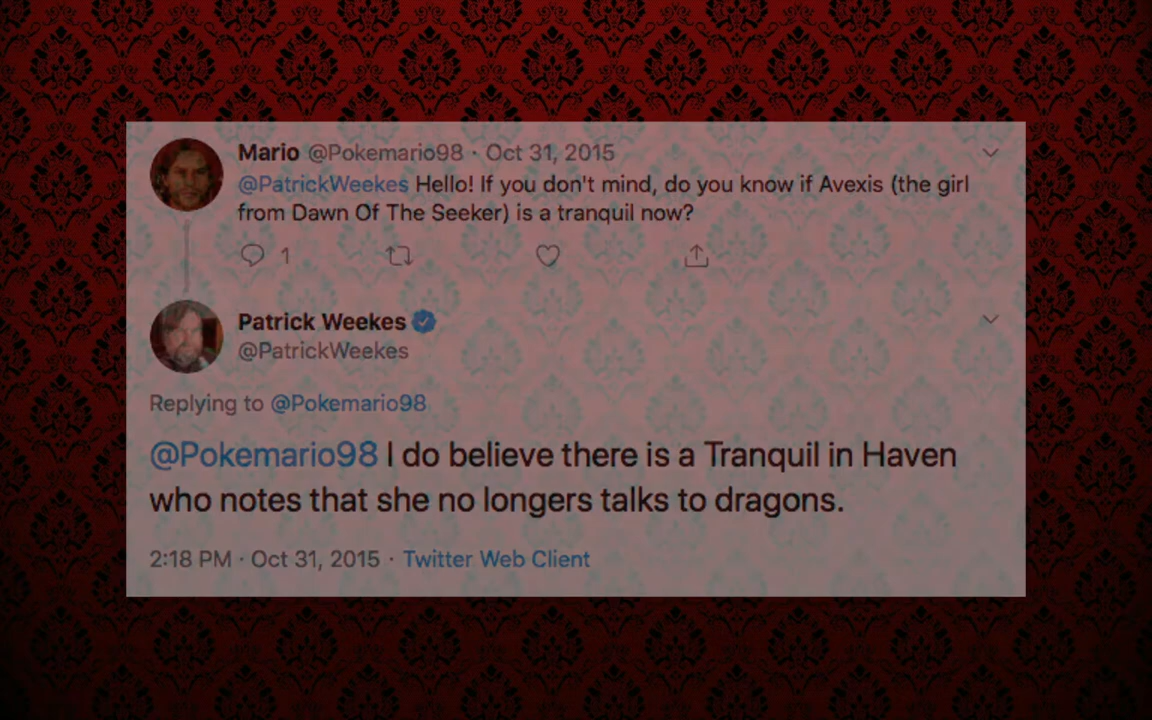 Mario @Pokemario98 · Oct 31, 2015
@PatrickWeekes Hello! If you don't mind, do you know if Avexis (the girl
from Dawn Of The Seeker) is a tranquil now?
1
Patrick Weekes
@PatrickWeekes
Replying to @Pokemario98
@Pokemario98 I do believe there is a Tranquil in Haven
who notes that she no longers talks to dragons.
2:18 PM · Oct 31, 2015 · Twitter Web Client